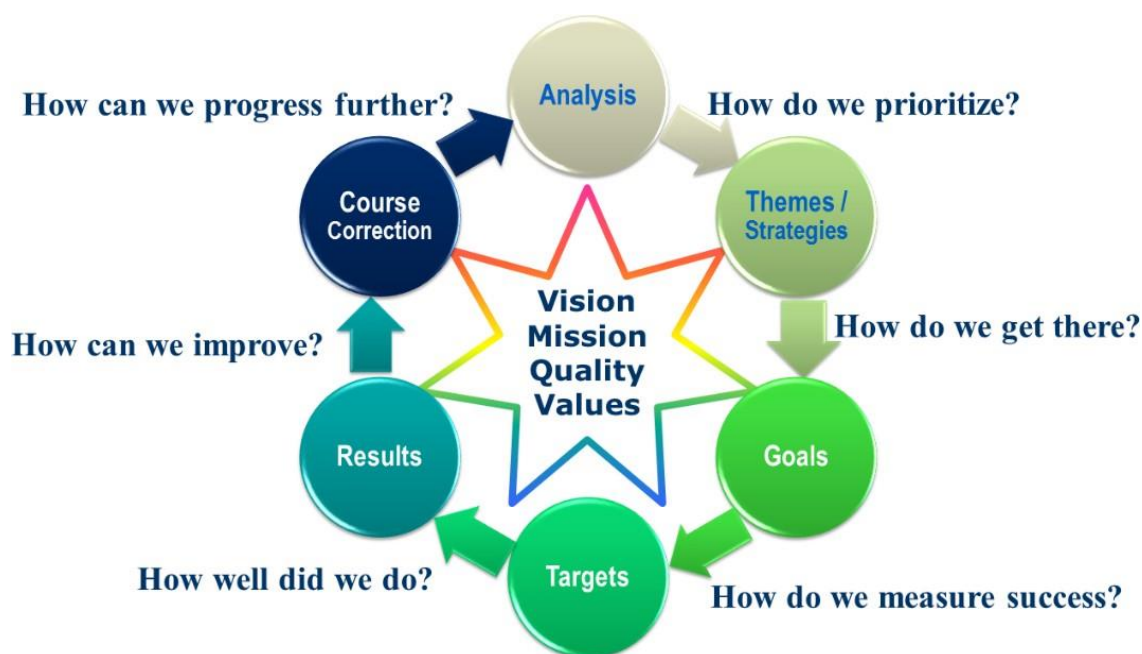 Analysis
How do we prioritize?
Themes /
Strategies
How do we get there?
Goals
How do we measure success?
Targets
How well did we do?
Results
How can we improve?
Course
Correction
How can we progress further?
Vision
Mission
Quality
Values